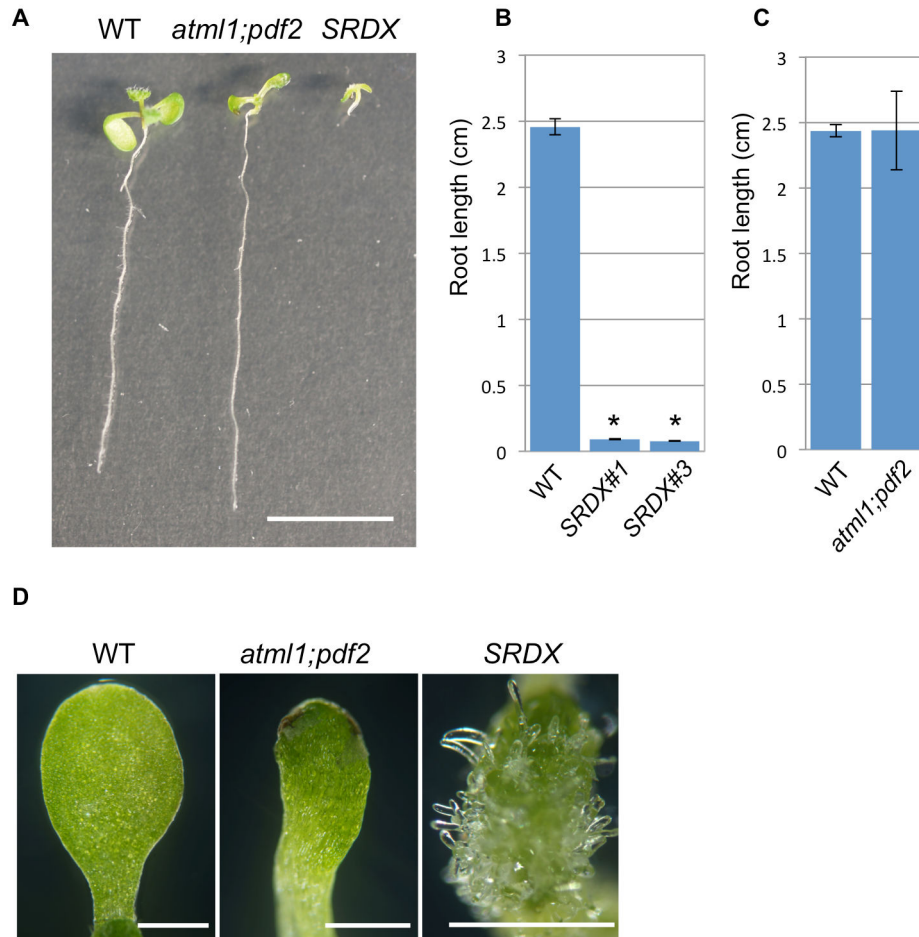 A
WT atml1;pdf2 SRDX
B
Root length (cm)
3
2.5
2
1.5
1
0.5
0
* *
WT SRDX#1 SRDX#3
C
Root length (cm)
3
2.5
2
1.5
1
0.5
0
WT atml1;pdf2
D
WT atml1;pdf2 SRDX